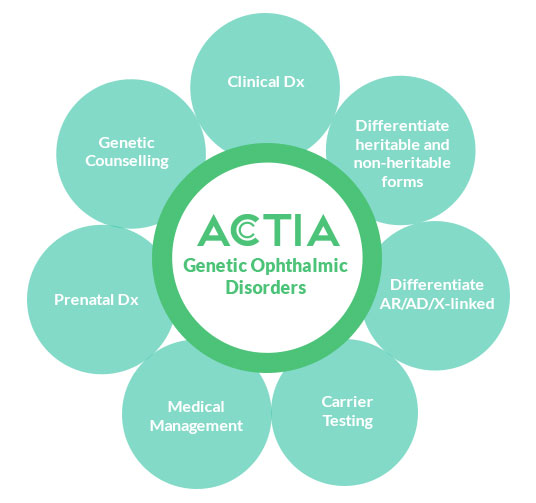 Clinical Dx
Differentiate
heritable and
non-heritable
forms
Differentiate
AR/AD/X-linked
Carrier
Testing
Medical
Management
Prenatal Dx
Genetic
Counselling
ACCTIA
Genetic Ophthalmic
Disorders